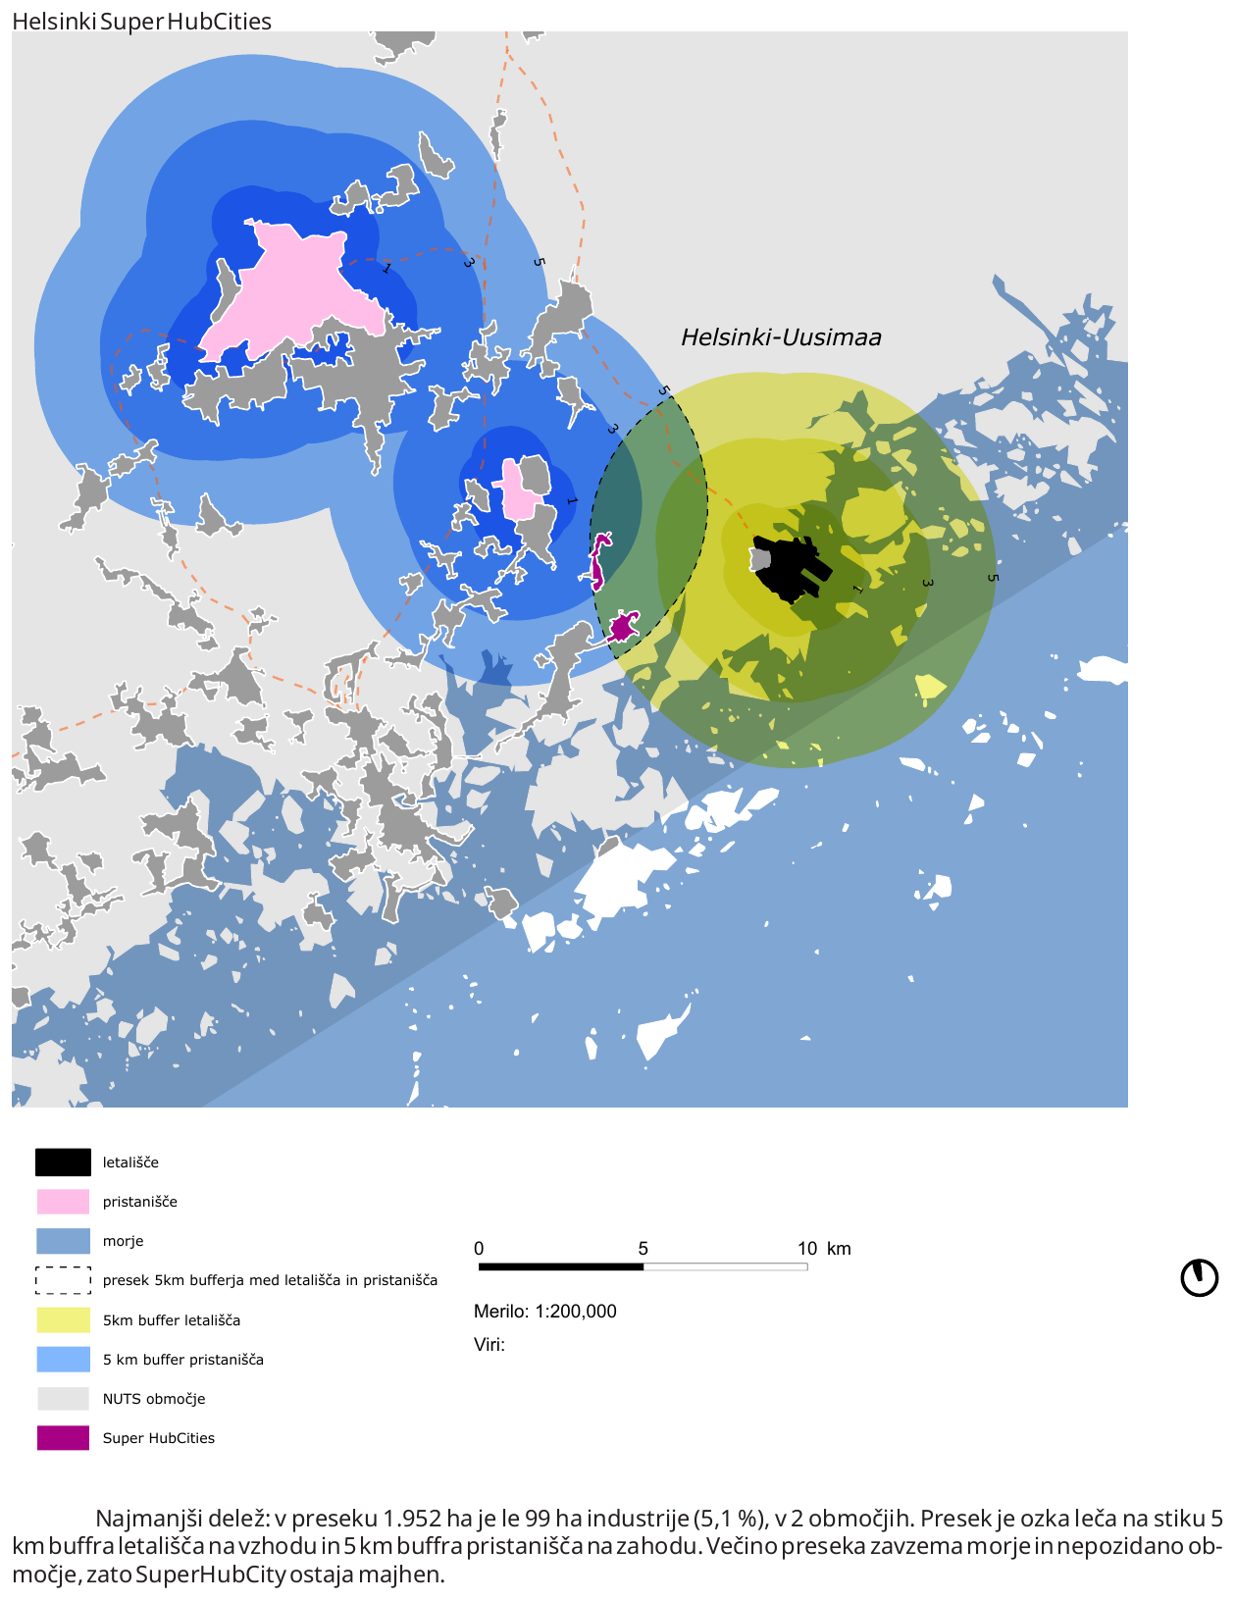 Helsinki Super HubCities
1
3
5
Helsinki-Uusimaa
5
3
1
1
3
5
letališče
pristanišče
morje
presek 5km bufferja med letališča in pristanišča
5km buffer letališča
5 km buffer pristanišča
NUTS območje
Super HubCities
0 5 10 km
Merilo: 1:200,000
Viri:
Najmanjši delež: v preseku 1.952 ha je le 99 ha industrije (5,1 %), v 2 območjih. Presek je ozka leča na stiku 5
km buffra letališča na vzhodu in 5 km buffra pristanišča na zahodu. Večino preseka zavzema morje in nepozidano ob-
močje, zato SuperHubCity ostaja majhen.